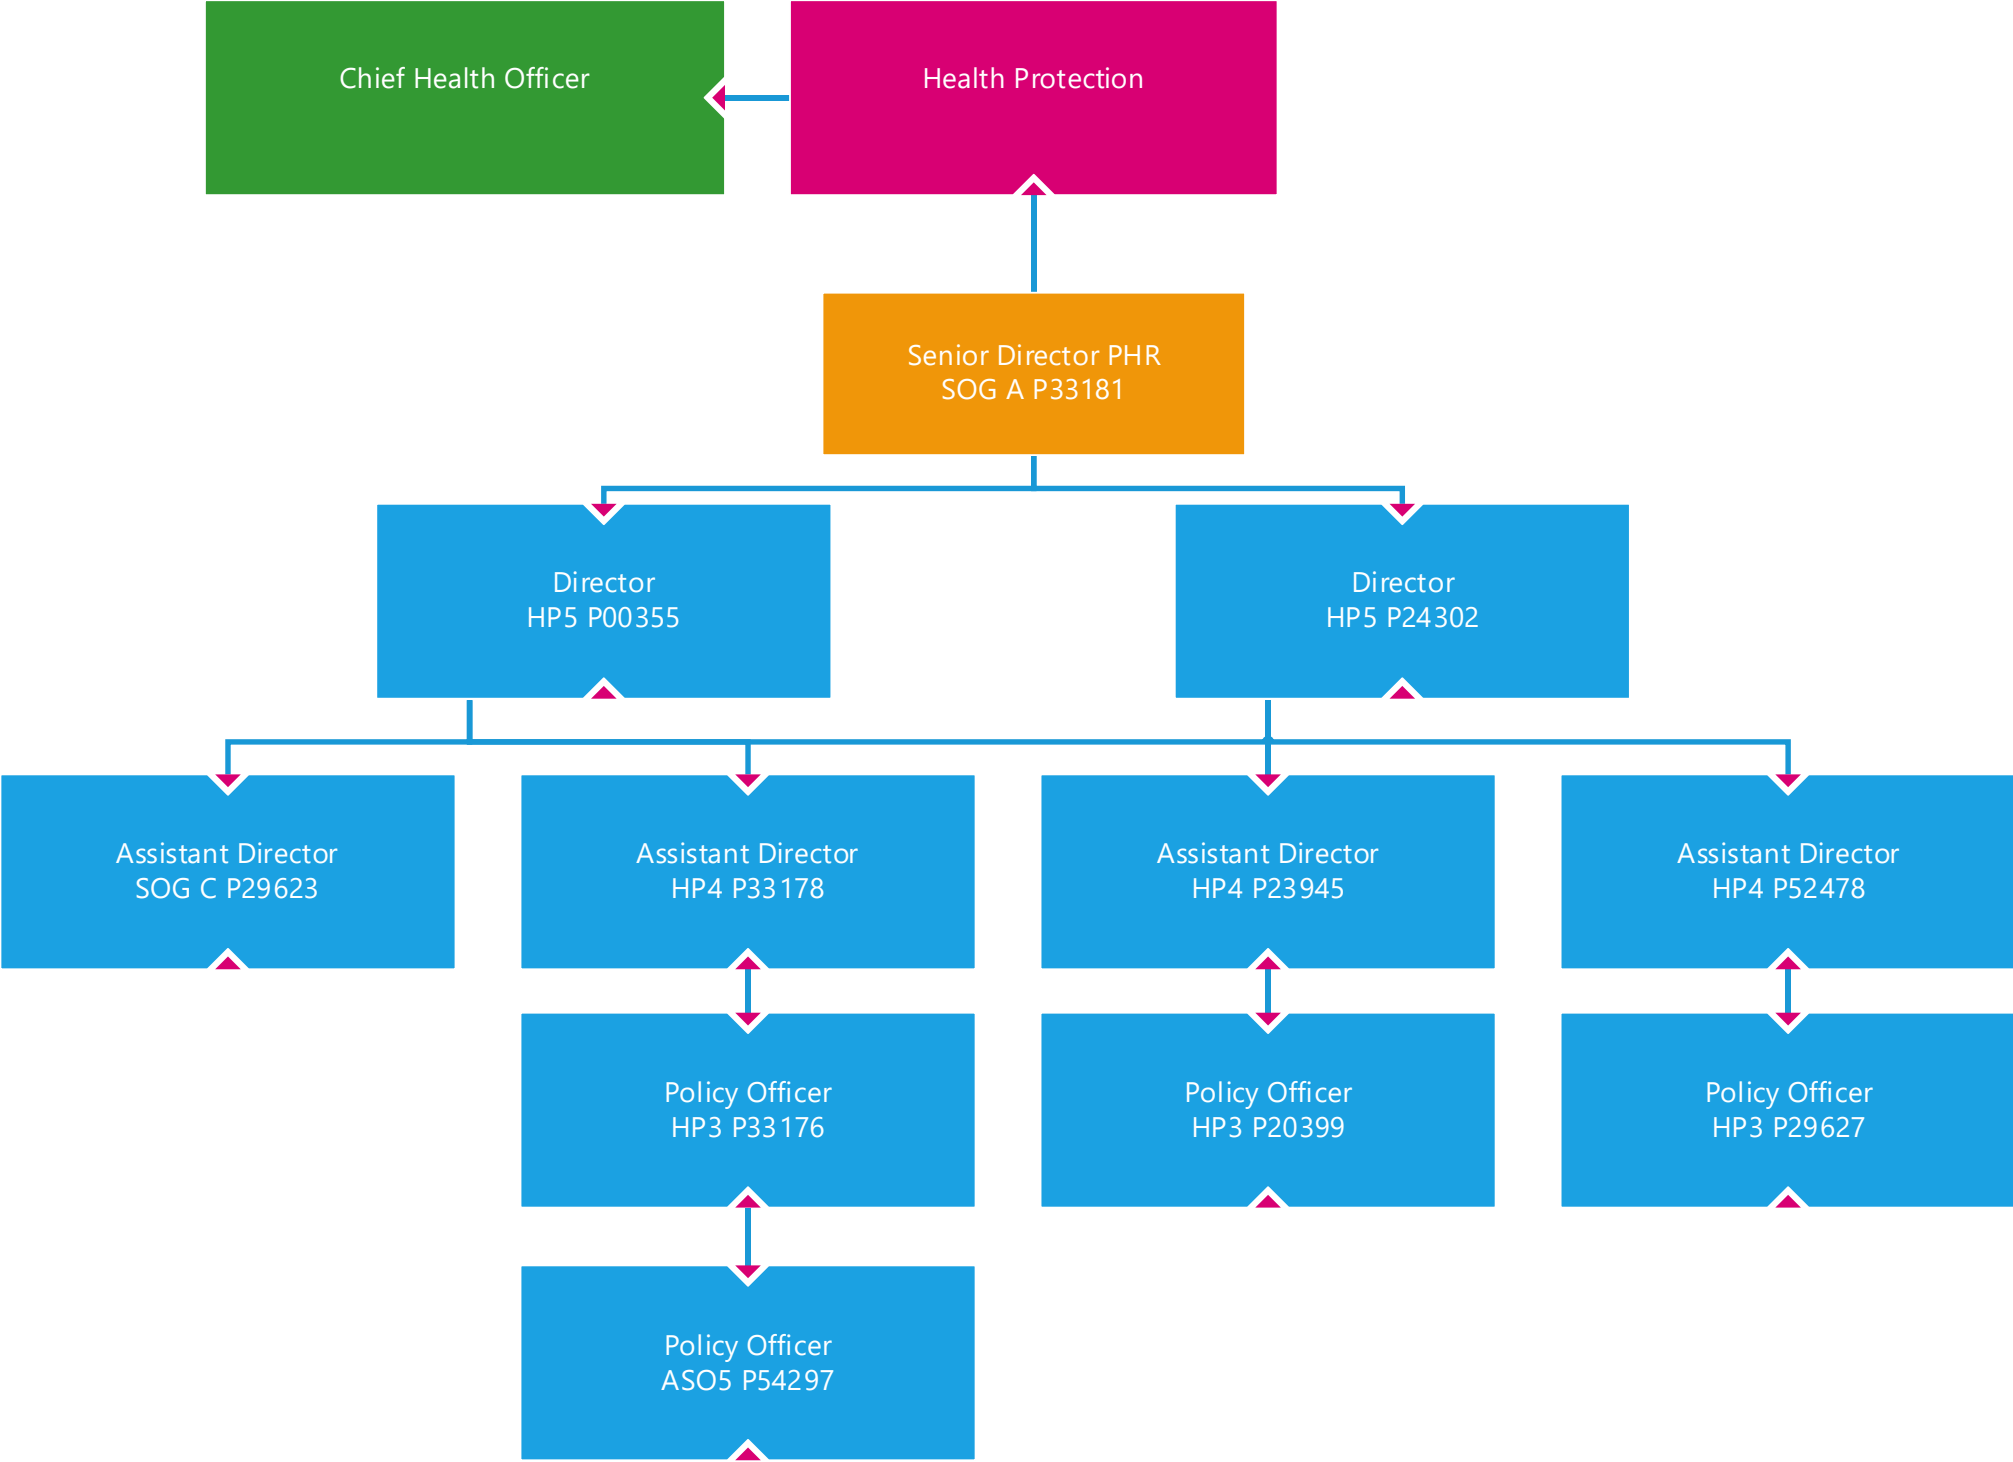 Chief Health Officer
Health Protection
Senior Director PHR
SOG A P33181
Director
HP5 P00355
Director
HP5 P24302
Assistant Director
SOG C P29623
Assistant Director
HP4 P33178
Assistant Director
HP4 P23945
Assistant Director
HP4 P52478
Policy Officer
HP3 P33176
Policy Officer
HP3 P20399
Policy Officer
HP3 P29627
Policy Officer
ASO5 P54297